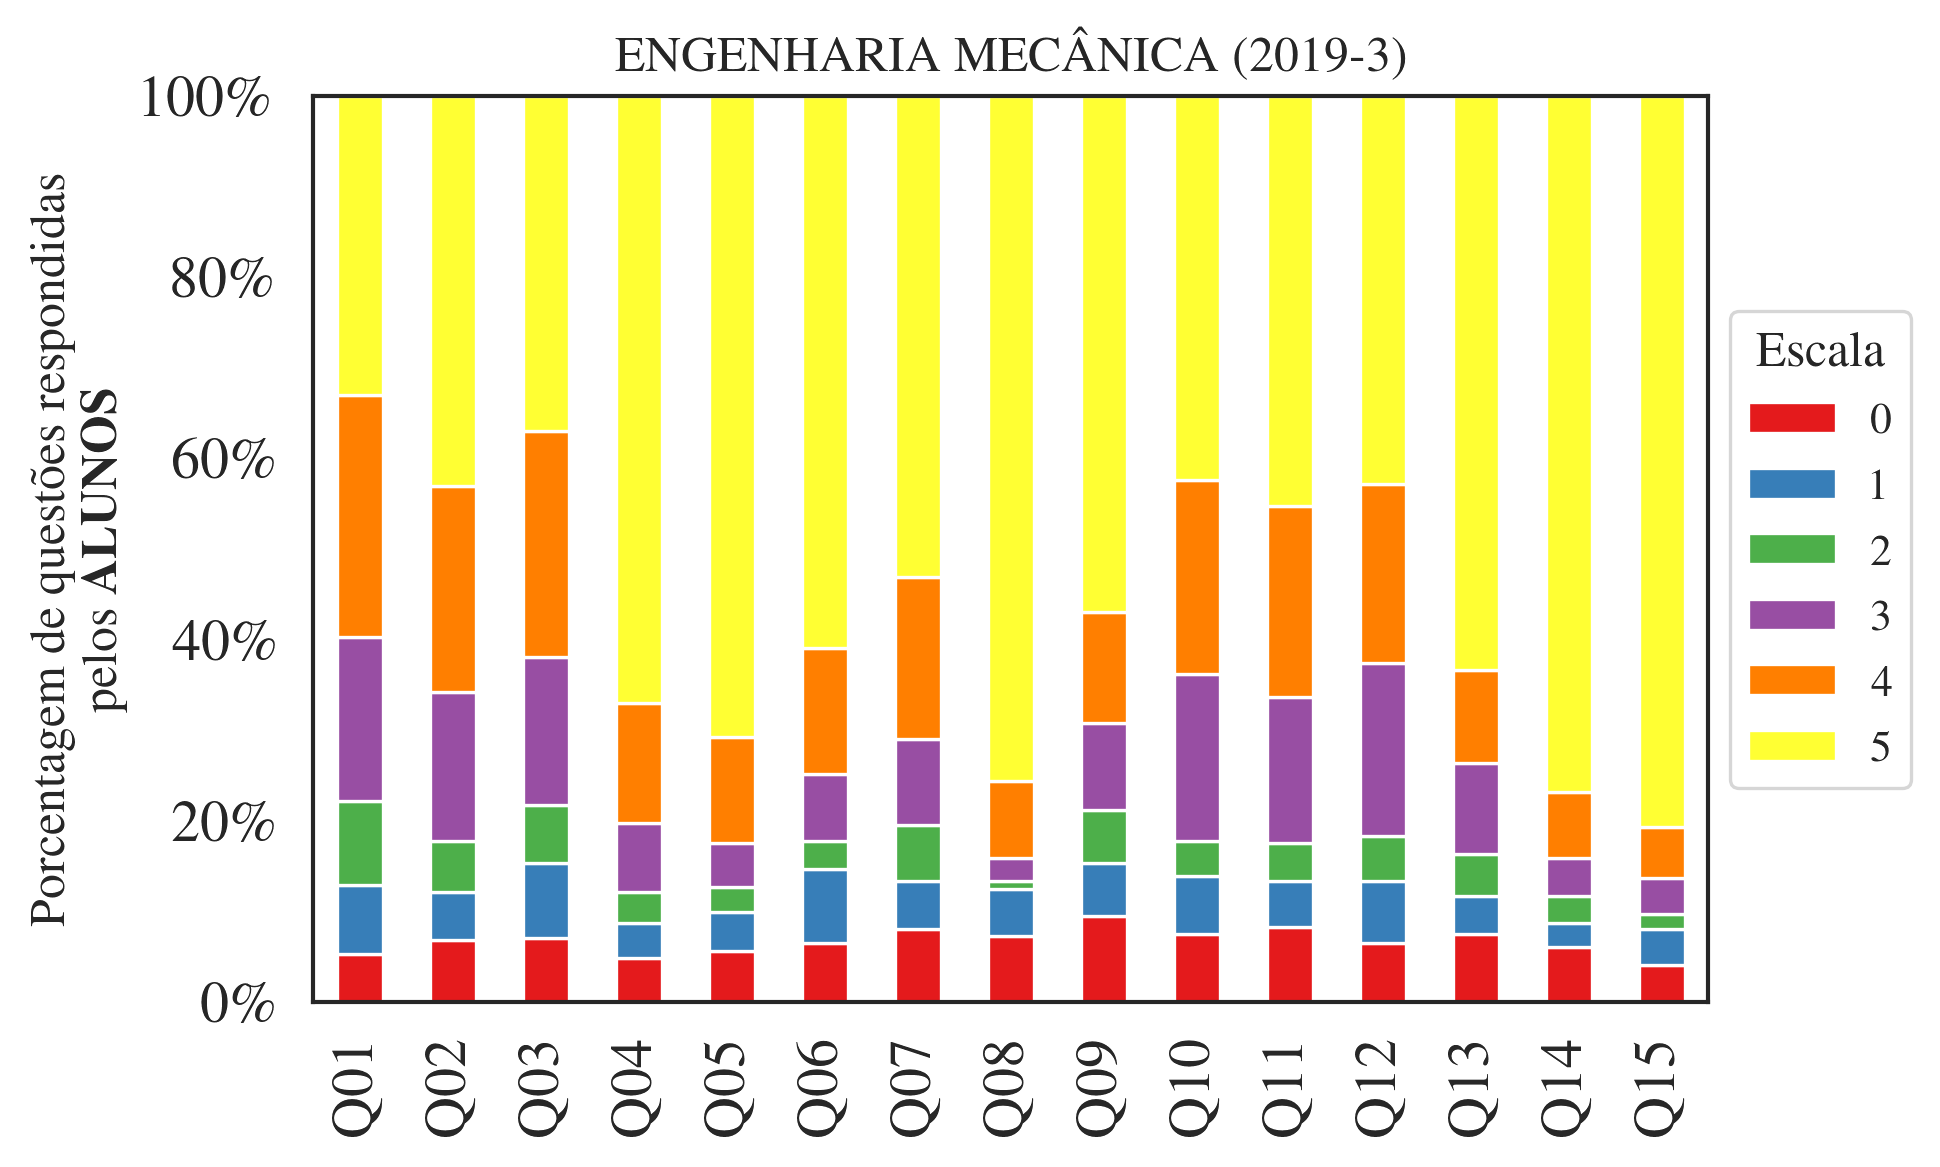 ENGENHARIA MECÂNICA (2019-3)
Porcentagem de questões respondidas
pelos ALUNOS
100%
80%
60%
40%
20%
0%
Q01
Q02
Q03
Q04
Q05
Q06
Q07
Q08
Q09
Q10
Q11
Q12
Q13
Q14
Q15
Escala
0
1
2
3
4
5